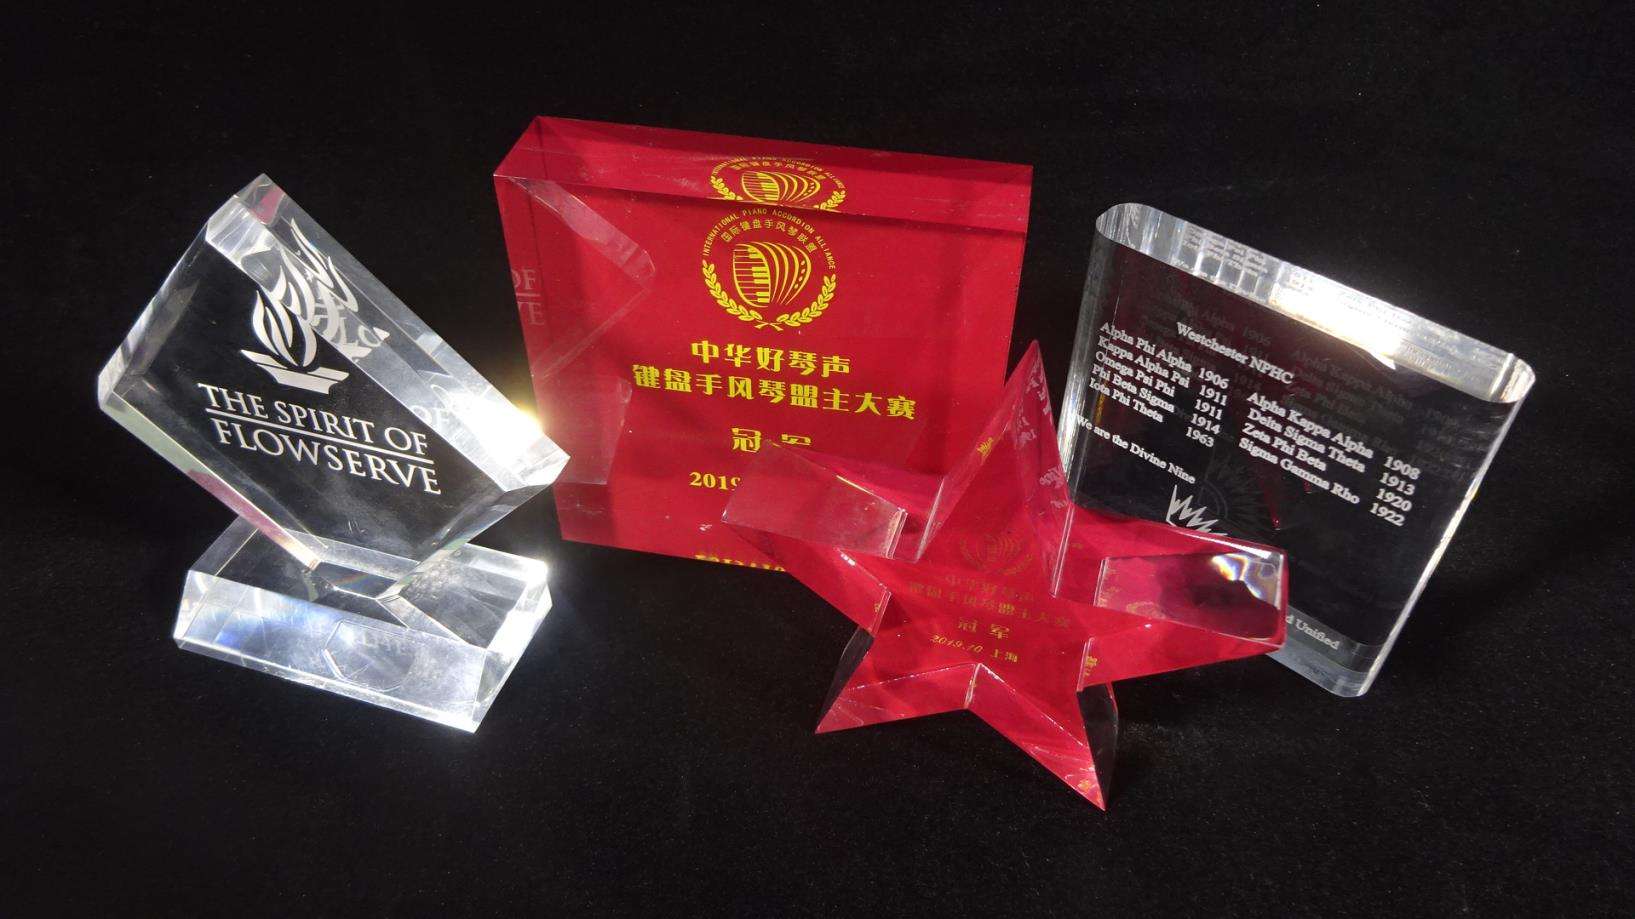 THE SPIRIT OF
FLOWSERVE
INTERNATIONAL PIANO ACCORDION ALLIANCE
国际键盘手风琴联盟
中华好琴声
键盘手风琴盟主大赛
冠军
2019
中华好琴声
键盘手风琴盟主大赛
冠军
2019.10 上海
Westchester NPHC
Alpha Phi Alpha 1906 Alpha Kappa Alpha 1908
Kappa Alpha Psi 1911 Delta Sigma Theta 1913
Omega Psi Phi 1911 Zeta Phi Beta 1920
Phi Beta Sigma 1914 Sigma Gamma Rho 1922
Iota Phi Theta 1963
We are the Divine Nine
Unified